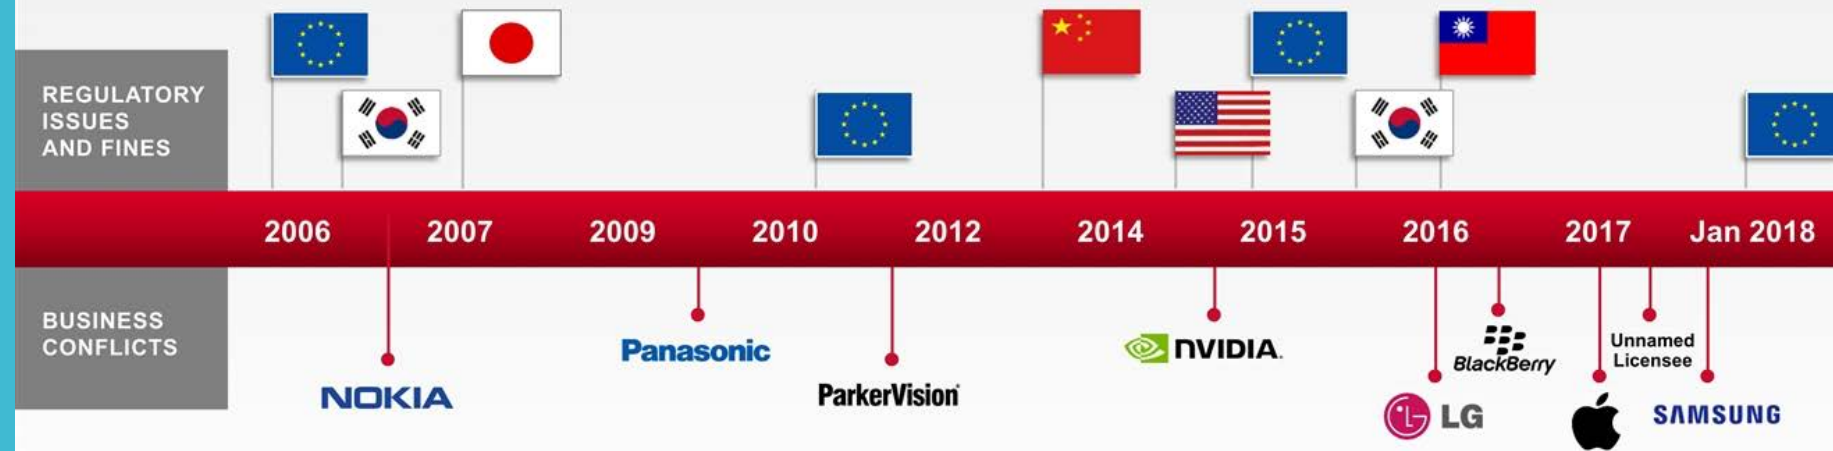 REGULATORY
ISSUES
AND FINES
2006 2007 2009 2010 2012 2014 2015 2016 2017 Jan 2018
BUSINESS
CONFLICTS
NOKIA
Panasonic
ParkerVision
NVIDIA.
LG
BlackBerry
Unnamed
Licensee
SAMSUNG